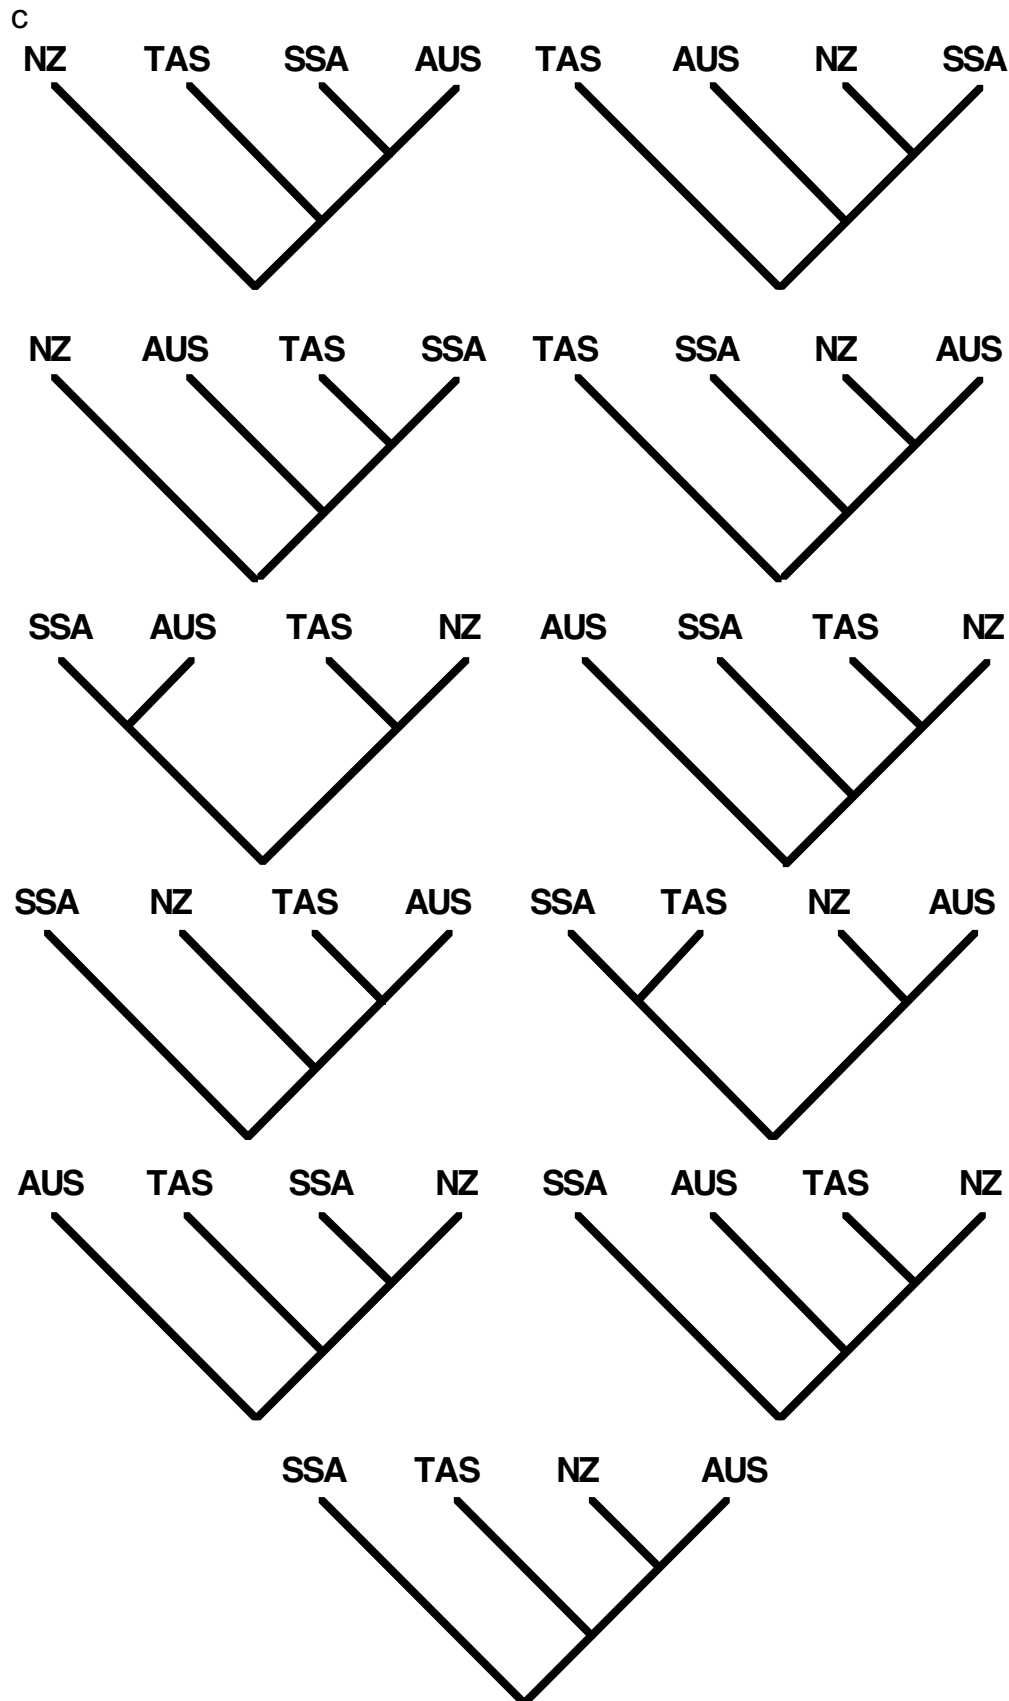 C
NZ TAS SSA AUS TAS AUS NZ SSA
NZ AUS TAS SSA TAS SSA NZ AUS
SSA AUS TAS NZ AUS SSA TAS NZ
SSA NZ TAS AUS SSA TAS NZ AUS
AUS TAS SSA NZ SSA AUS TAS NZ
SSA TAS NZ AUS